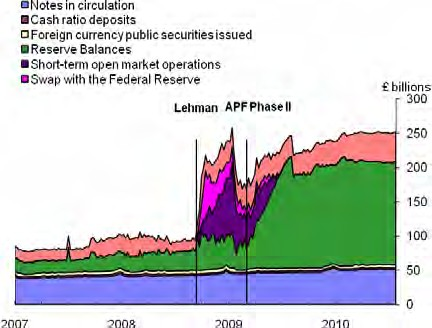 Notes in circulation
Cash ratio deposits
Foreign currency public securities issued
Reserve Balances
Short-term open market operations
Swap with the Federal Reserve
£ billions
Lehman APF Phase II
300
250
200
150
100
50
0
2007 2008 2009 2010